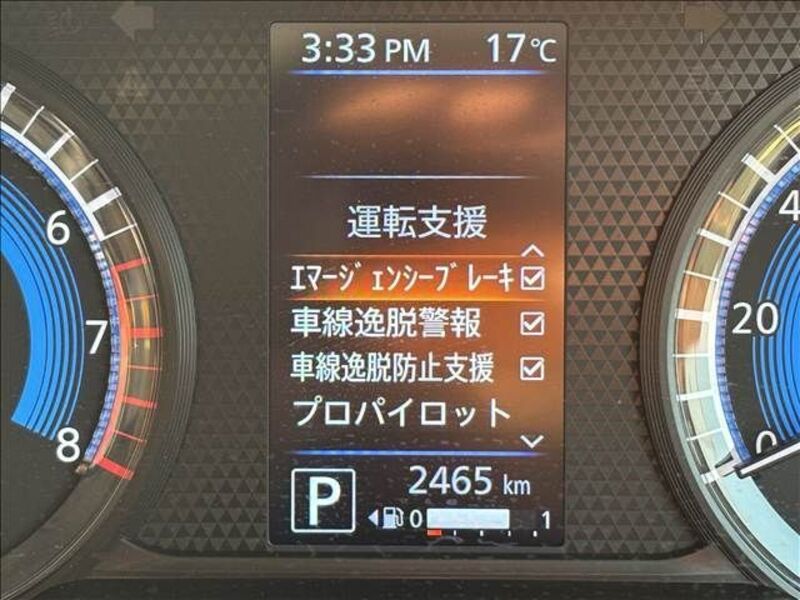 3:33 PM 17℃
運転支援
ｴﾏｰｼﾞｪﾝｼｰﾌﾞﾚｰｷ
車線逸脱警報
車線逸脱防止支援
プロパイロット
6
7
8
4
20
0
P
2465 km
0 1